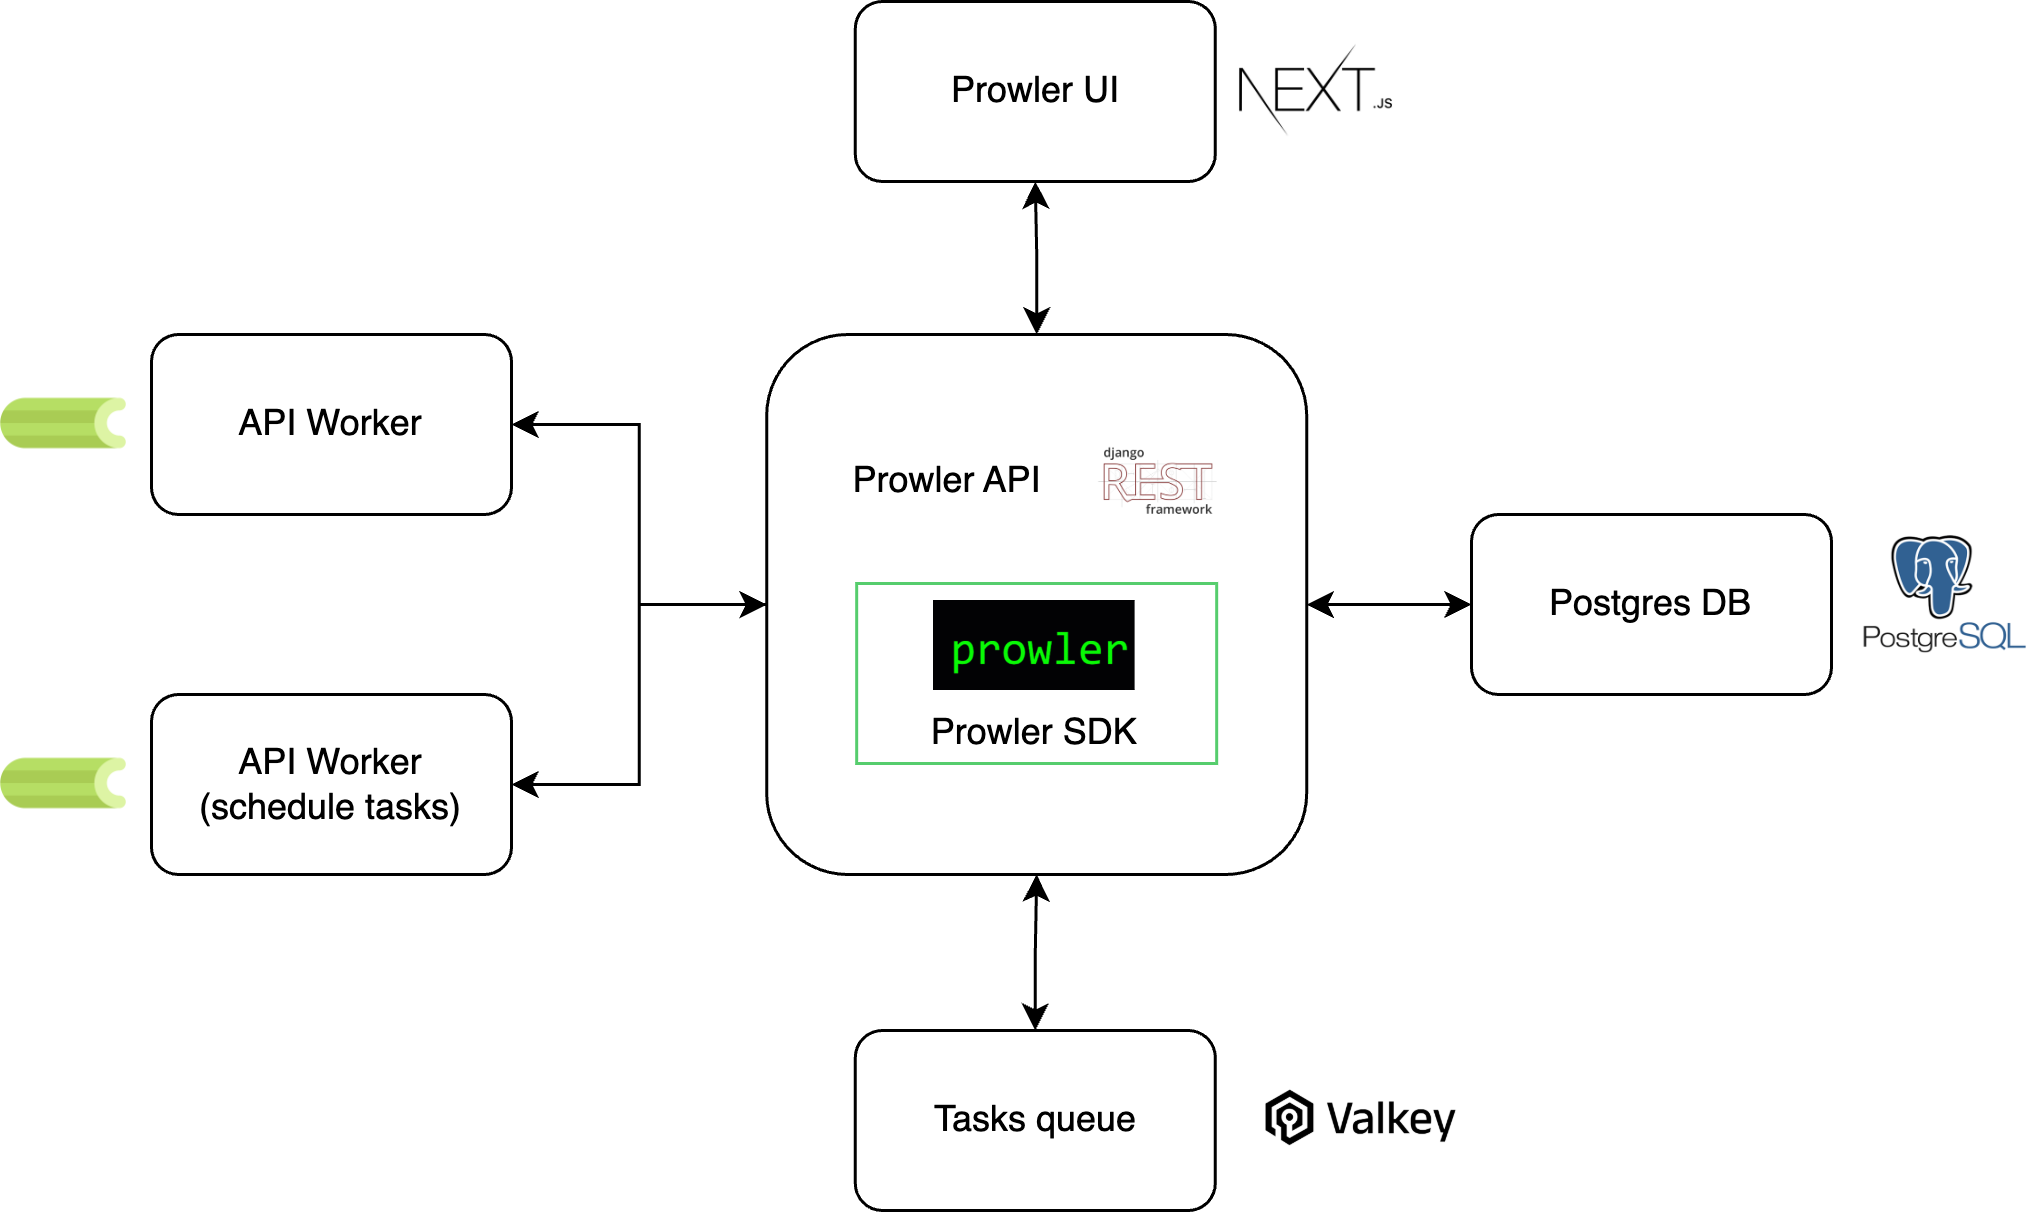 Prowler UI
NEXT.JS
API Worker
Prowler API
django
REST
framework
prowler
Prowler SDK
Postgres DB
PostgreSQL
API Worker
(schedule tasks)
Tasks queue
Valkey